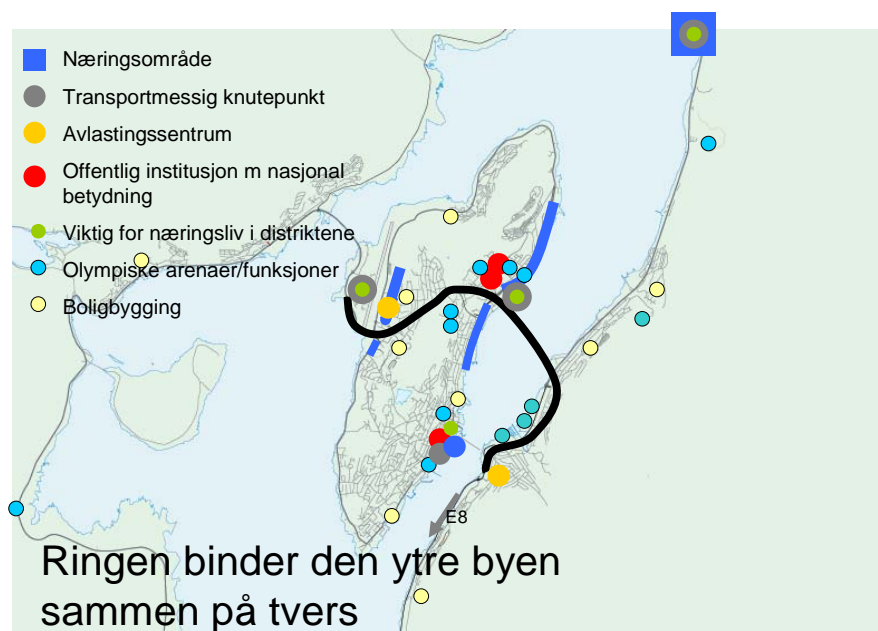 Næringsområde
Transportmessig knutepunkt
Avlastingssentrum
Offentlig institusjon m nasjonal
betydning
Viktig for næringsliv i distriktene
Olympiske arenaer/funksjoner
Boligbygging
E8
Ringen binder den ytre byen
sammen på tvers